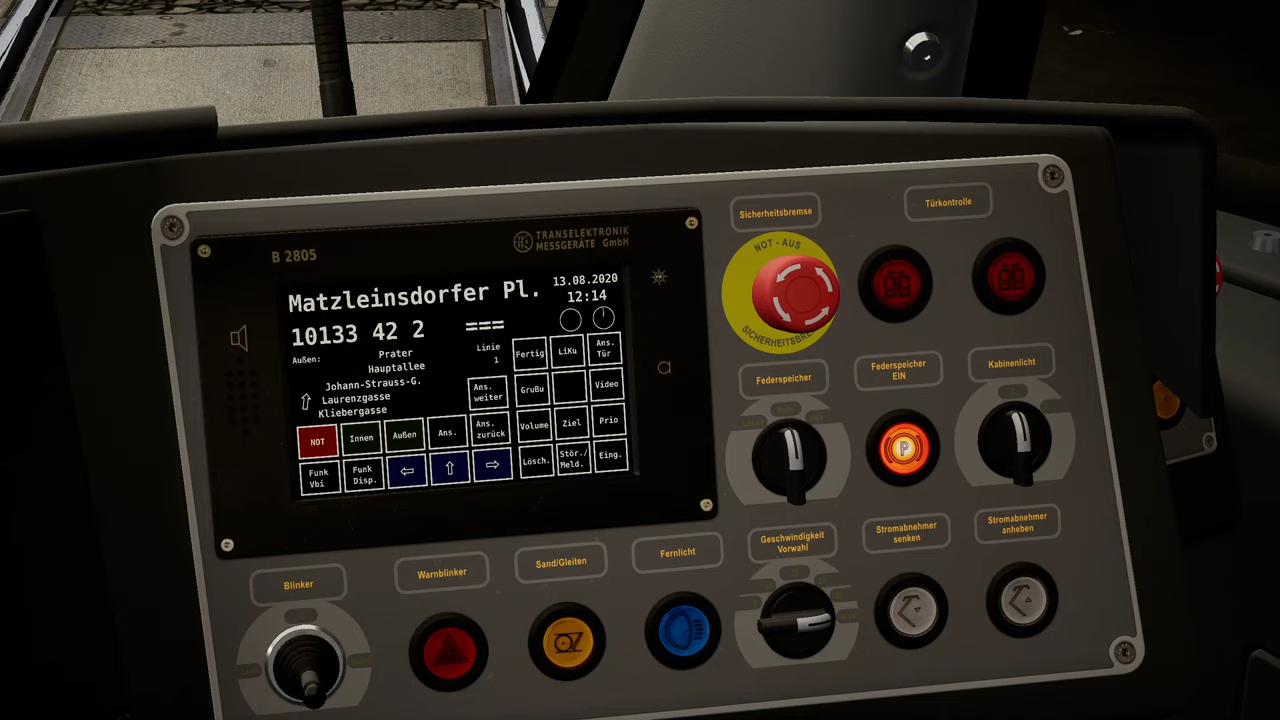 Sicherheitsbremse
Türkontrolle
NOT - AUS
B 2805
TRANSELEKTRONIK
MESSGERÄTE GmbH
Matzleinsdorfer Pl.
13.08.2020
12:14
10133 42 2
===
Außen:
Prater
Hauptallee
Linie
1
Johann-Strauss-G.
Laurenzgasse
Kliebergasse
Fertig
LiKu
Ans.
Tür
Ans.
weiter
GruBu
Video
NOT
Innen
Außen
Ans.
Ans.
zurück
Volume
Ziel
Prio
Funk
Vbi
Funk
Disp.
⇦
⇧
⇨
Lösch.
Stör./
Meld.
Eing.
Federspeicher
Federspeicher
EIN
Kabinenlicht
P
Geschwindigkeit
Vorwahl
Stromabnehmer
senken
Stromabnehmer
anheben
Blinker
Warnblinker
Sand/Gleiten
Fernlicht